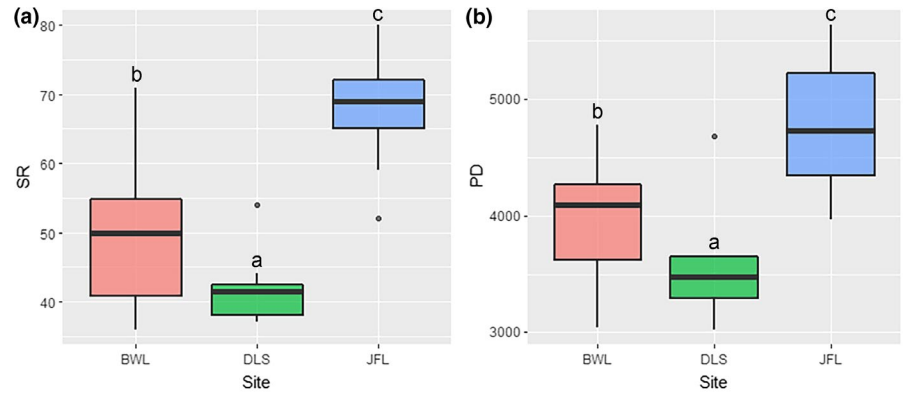 (a)
SR
80
70
60
50
40
b
a
c
BWL DLS JFL
Site
(b)
PD
5000
4000
3000
b
a
c
BWL DLS JFL
Site